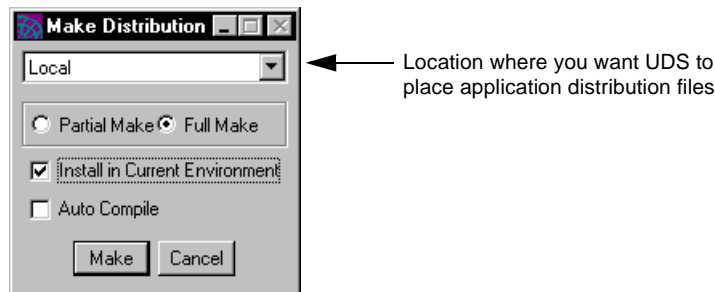 Make Distribution
Local
Location where you want UDS to
place application distribution files
Partial Make Full Make
Install in Current Environment
Auto Compile
Make Cancel